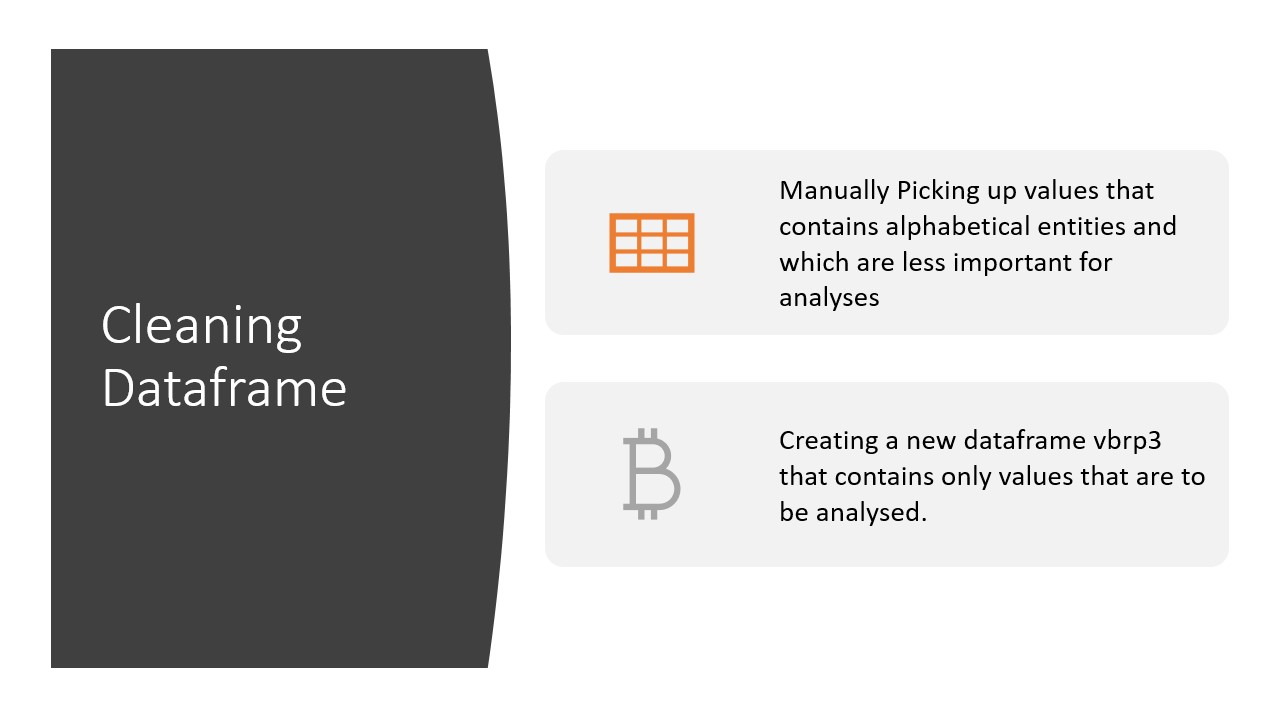 Cleaning
Dataframe
Manually Picking up values that
contains alphabetical entities and
which are less important for
analyses
Creating a new dataframe vbrp3
that contains only values that are to
be analysed.